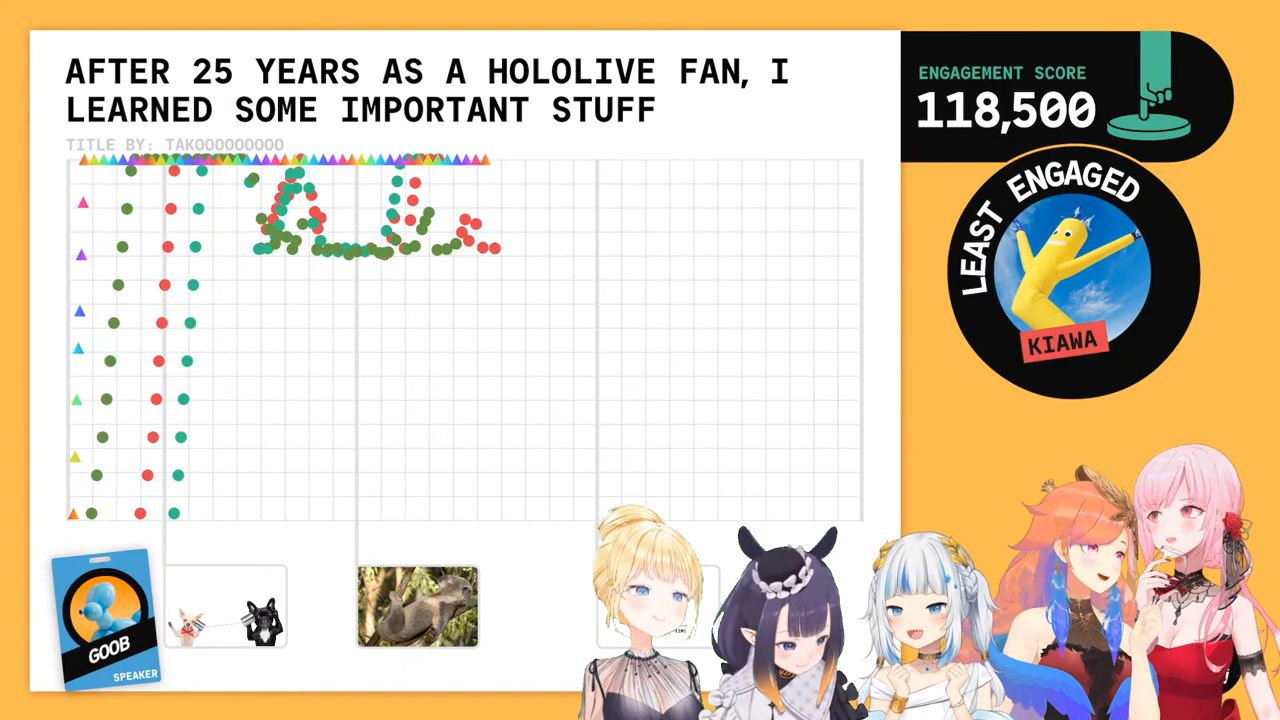 AFTER 25 YEARS AS A HOLOLIVE FAN, I
LEARNED SOME IMPORTANT STUFF
TITLE BY: TAKOOOOOOOOO
ENGAGEMENT SCORE
118,500
LEAST ENGAGED
KIAWA
GOOB
SPEAKER